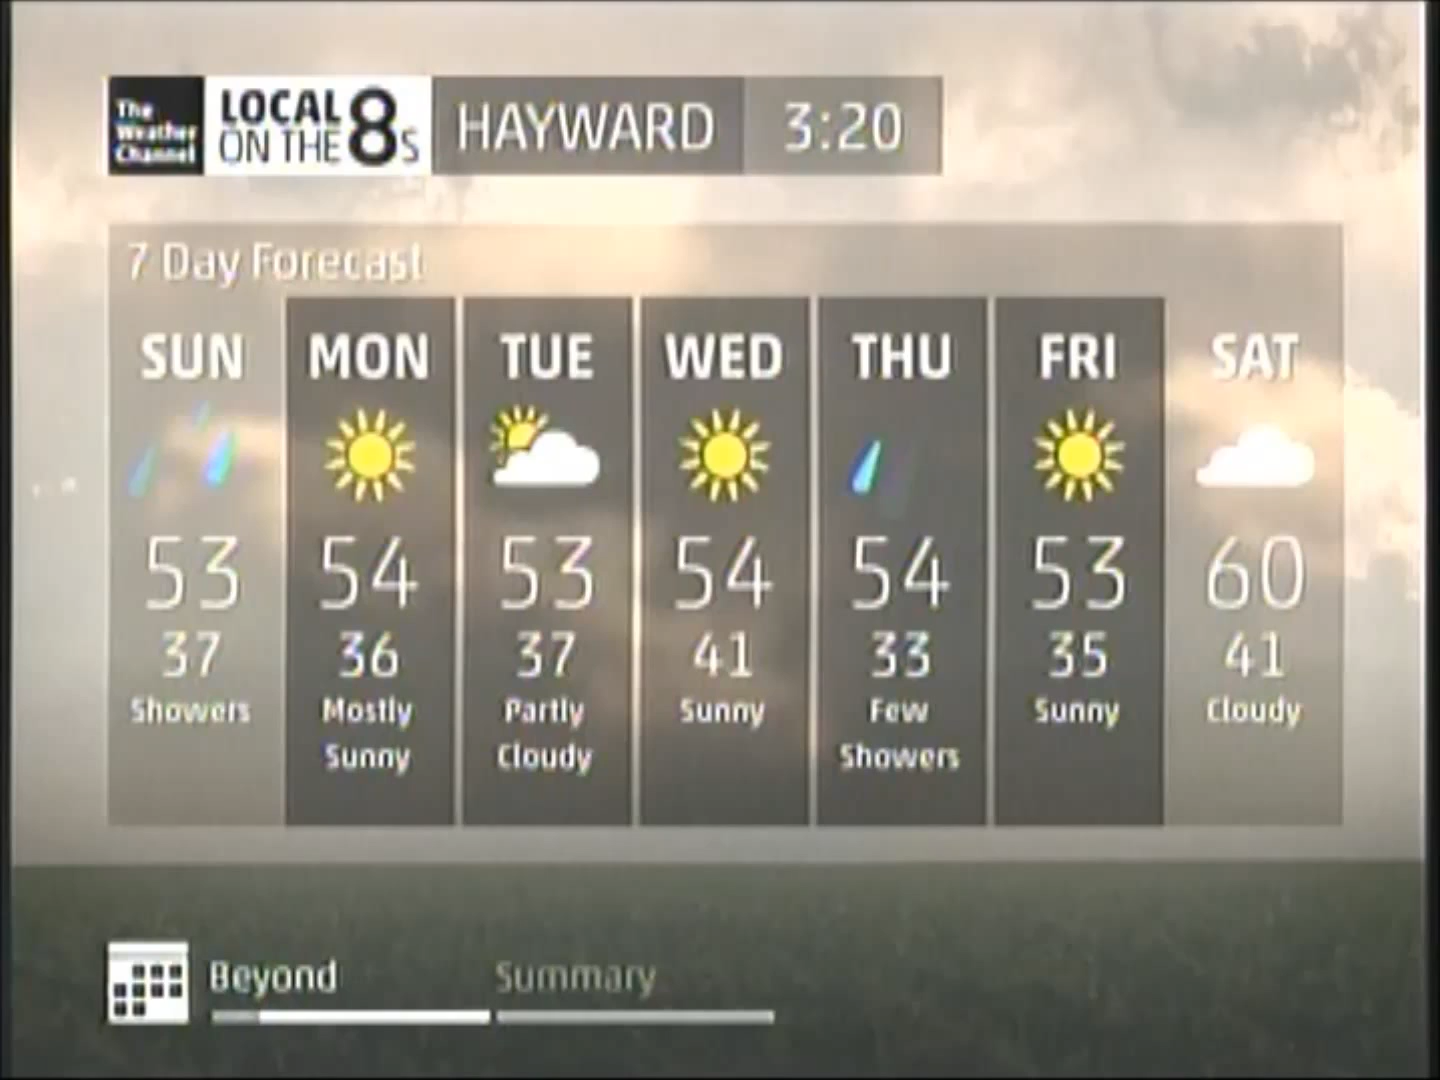 The
Weather
Channel
LOCAL
ON THE 8s
HAYWARD 3:20
7 Day Forecast
SUN MON TUE WED THU FRI SAT
53 54 53 54 54 53 60
37 36 37 41 33 35 41
Showers Mostly Partly Sunny Few Sunny Cloudy
Sunny Cloudy Showers
Beyond Summary